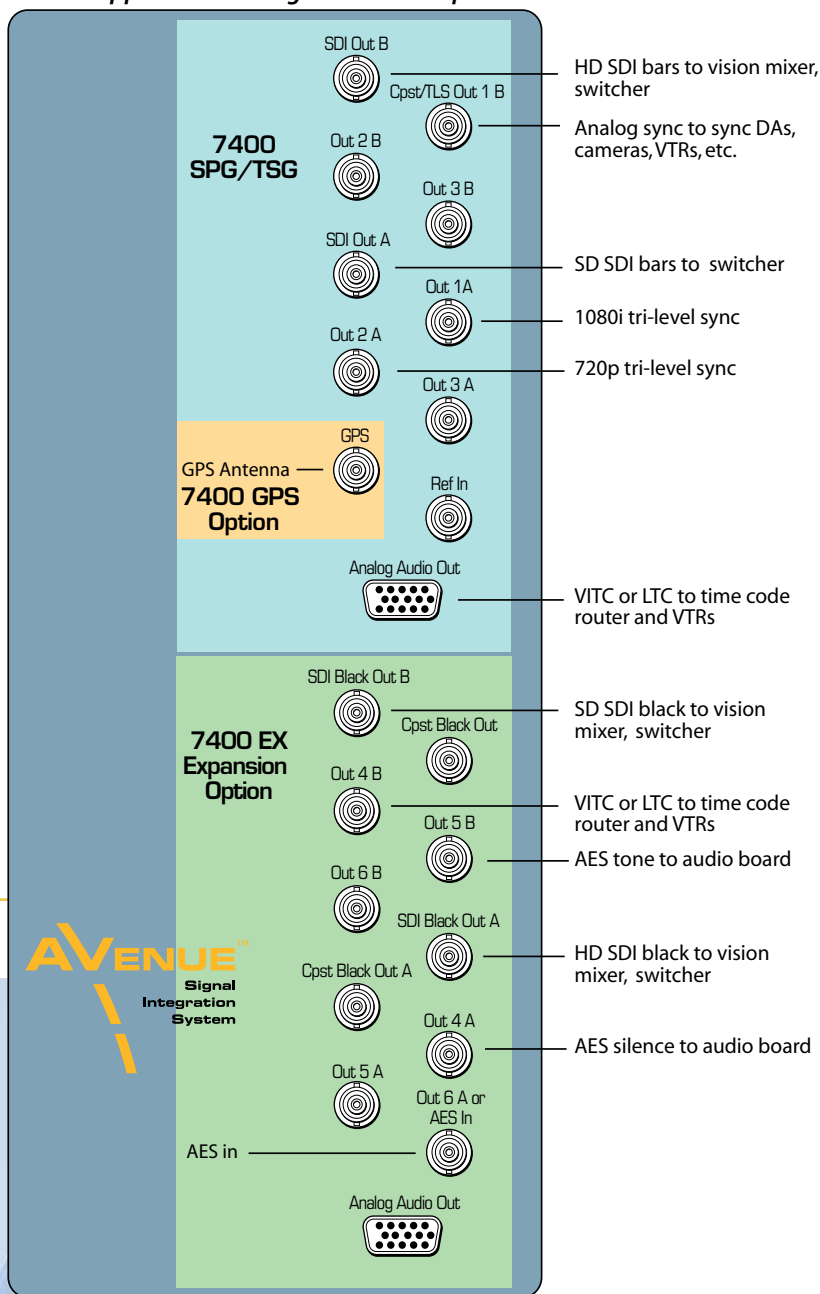 SDI Out B
HD SDI bars to vision mixer,
switcher
Cpst/TLS Out 1 B
Analog sync to sync DAs,
cameras, VTRs, etc.
7400
SPG/TSG
Out 2 B
Out 3 B
SDI Out A
SD SDI bars to switcher
Out 1A
1080i tri-level sync
Out 2 A
720p tri-level sync
Out 3 A
GPS
GPS Antenna
7400 GPS
Option
Ref In
Analog Audio Out
VITC or LTC to time code
router and VTRs
SDI Black Out B
SD SDI black to vision
mixer, switcher
Cpst Black Out
7400 EX
Expansion
Option
Out 4 B
VITC or LTC to time code
router and VTRs
Out 5 B
AES tone to audio board
Out 6 B
SDI Black Out A
HD SDI black to vision
mixer, switcher
AVENUE™
Signal
Integration
System
Cpst Black Out A
Out 4 A
AES silence to audio board
Out 5 A
Out 6 A or
AES In
AES in
Analog Audio Out